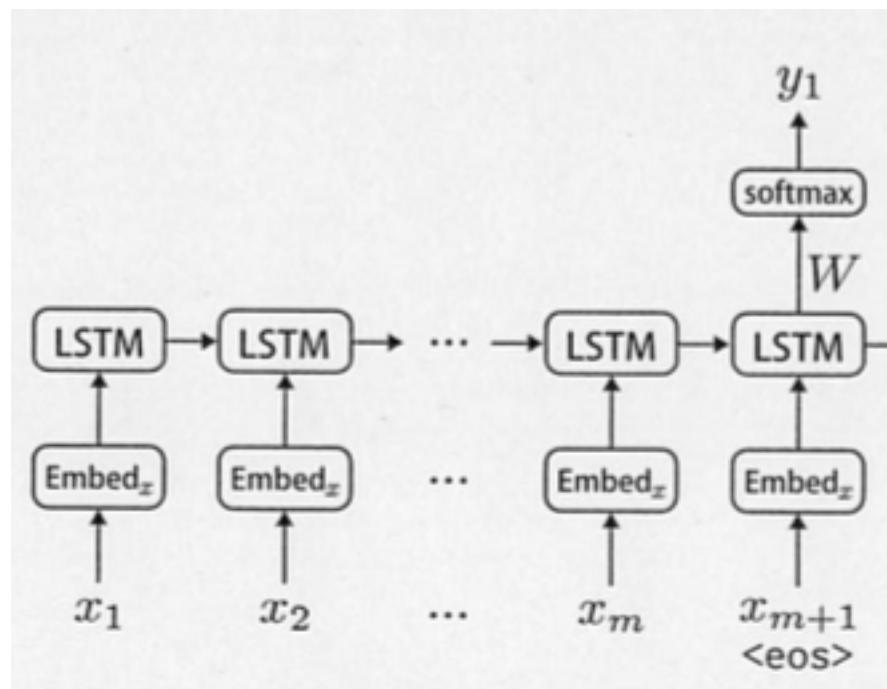 y₁
softmax
W
LSTM LSTM ... LSTM LSTM
Embedₓ Embedₓ ... Embedₓ Embedₓ
x₁ x₂ ... xₘ xₘ₊₁
<eos>